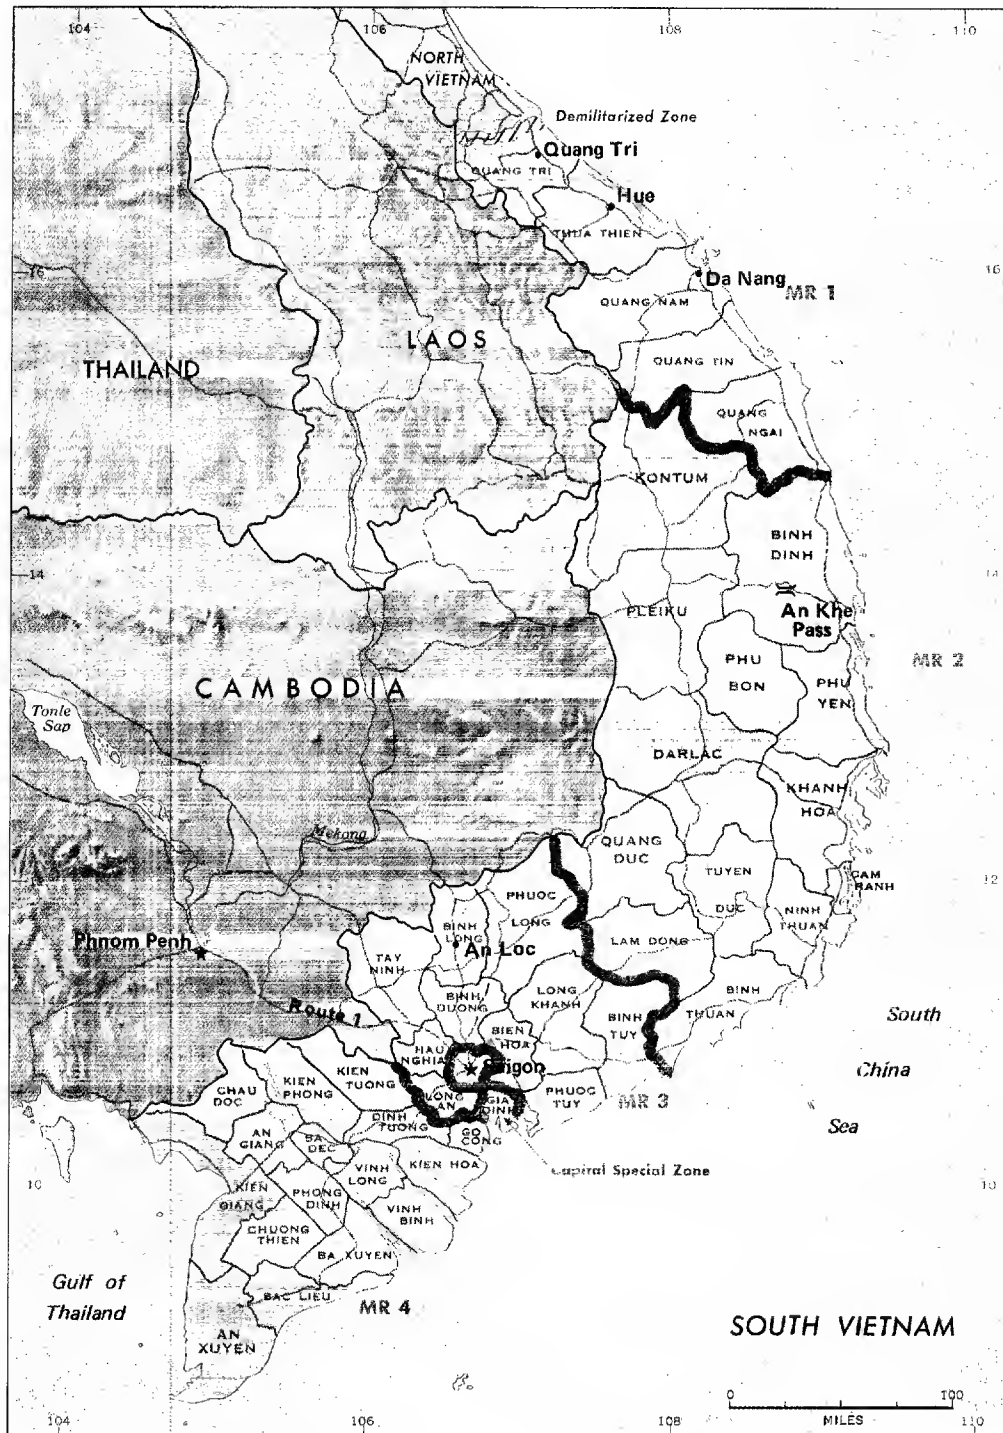 104
106
108
110
NORTH
VIETNAM
Demilitarized Zone
Quang Tri
QUANG TRI
Hue
THUA THIEN
16
16
Da Nang
MR 1
QUANG NAM
LAOS
THAILAND
QUANG TIN
QUANG
NGAI
KONTUM
BINH
DINH
14
14
An Khe
Pass
PLEIKU
MR 2
PHU
BON
PHU
YEN
CAMBODIA
Tonle
Sap
DARLAC
KHANH
HOA
Mekong
QUANG
DUC
TUYEN
DUC
CAM
RANH
12
PHUOC
LONG
NINH
THUAN
BINH
LONG
An Loc
LAM DONG
Phnom Penh
TAY
NINH
BINH
DUONG
LONG
KHANH
BINH
THUAN
BINH
TUY
Route 1
BIEN
HOA
South
China
Sea
HAU
NGHIA
Saigon
KIEN
TUONG
KIEN
PHONG
CHAU
DOC
LONG
AN
GIA
DINH
PHUOC
TUY
MR 3
DINH
TUONG
GO
CONG
AN
GIANG
SA
DEC
Capital Special Zone
VINH
LONG
KIEN HOA
10
10
KIEN
GIANG
PHONG
DINH
VINH
BINH
CHUONG
THIEN
BA XUYEN
Gulf of
Thailand
BAC LIEU
MR 4
AN
XUYEN
SOUTH VIETNAM
0
100
MILES
104
106
108
110